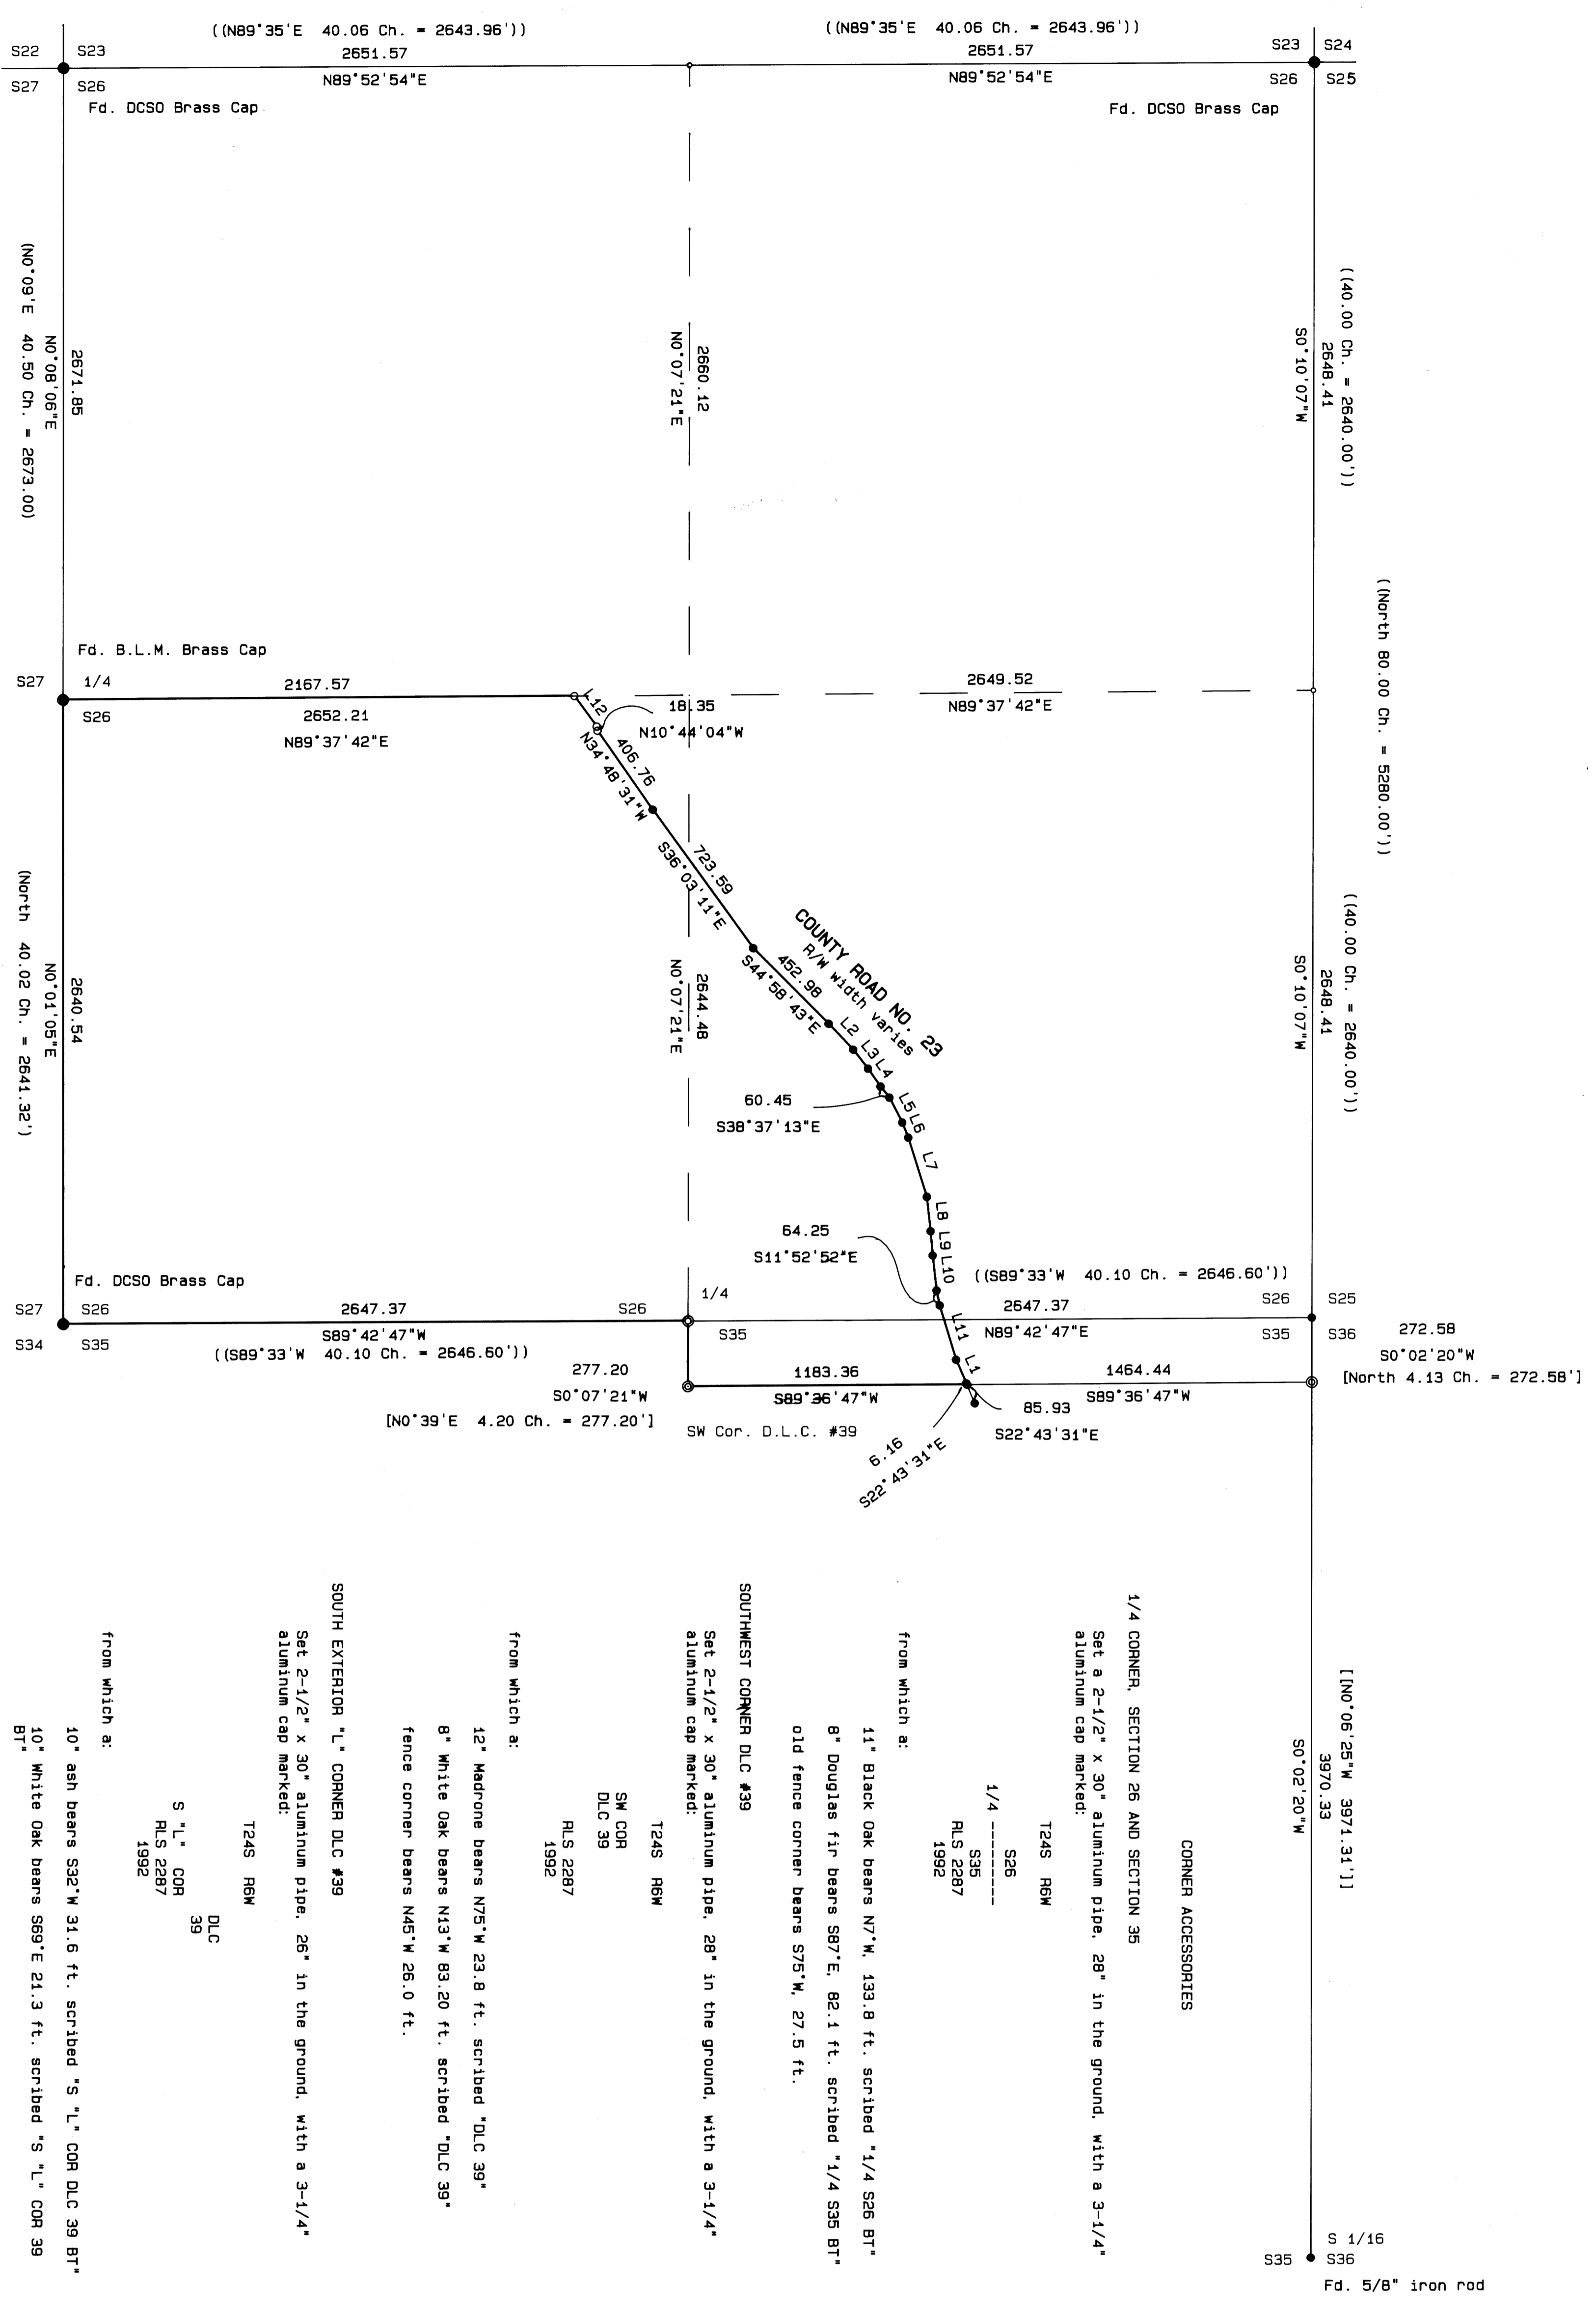 ((N89°35'E 40.06 Ch. = 2643.96'))
((N89°35'E 40.06 Ch. = 2643.96'))
S22
S23
2651.57
2651.57
S23
S24
S27
S26
N89°52'54"E
N89°52'54"E
S26
S25
Fd. DCSO Brass Cap
Fd. DCSO Brass Cap
(N0°09'E 40.50 Ch. = 2673.00)
N0°08'06"E
2671.85
N0°07'21"E
2660.12
S0°10'07"W
2648.41
((40.00 Ch. = 2640.00'))
((North 80.00 Ch. = 5280.00'))
Fd. B.L.M. Brass Cap
S27
1/4
2167.57
S26
2652.21
N89°37'42"E
L12
18.35
N10°44'04"W
2649.52
N89°37'42"E
406.76
N34°48'31"W
723.59
S36°03'11"E
COUNTY ROAD NO. 23
R/W width varies
452.98
S44°58'43"E
L2
L3
L4
60.45
S38°37'13"E
L5
L6
L7
L8
L9
L10
64.25
S11°52'52"E
(North 40.02 Ch. = 2641.32')
N0°01'05"E
2640.54
N0°07'21"E
2644.48
S0°10'07"W
2648.41
((40.00 Ch. = 2640.00'))
((S89°33'W 40.10 Ch. = 2646.60'))
Fd. DCSO Brass Cap
1/4
S27
S26
2647.37
S26
2647.37
S26
S25
S34
S35
S89°42'47"W
S35
L11
N89°42'47"E
S35
S36
((S89°33'W 40.10 Ch. = 2646.60'))
272.58
S0°02'20"W
[North 4.13 Ch. = 272.58']
277.20
S0°07'21"W
[N0°39'E 4.20 Ch. = 277.20']
1183.36
S89°36'47"W
L1
1464.44
S89°36'47"W
SW Cor. D.L.C. #39
85.93
S22°43'31"E
6.16
S22°43'31"E
[[N0°06'25"W 3971.31']]
3970.33
S0°02'20"W
S 1/16
S35
S36
Fd. 5/8" iron rod
CORNER ACCESSORIES
1/4 CORNER, SECTION 26 AND SECTION 35
Set a 2-1/2" x 30" aluminum pipe, 28" in the ground, with a 3-1/4"
aluminum cap marked:
T24S R6W
S26
1/4 ---------
S35
RLS 2287
1992
from which a:
11" Black Oak bears N7°W, 133.8 ft. scribed "1/4 S26 BT"
8" Douglas fir bears S87°E, 82.1 ft. scribed "1/4 S35 BT"
old fence corner bears S75°W, 27.5 ft.
SOUTHWEST CORNER DLC #39
Set 2-1/2" x 30" aluminum pipe, 28" in the ground, with a 3-1/4"
aluminum cap marked:
T24S R6W
SW COR
DLC 39
RLS 2287
1992
from which a:
12" Madrone bears N75°W 23.8 ft. scribed "DLC 39"
8" White Oak bears N13°W 83.20 ft. scribed "DLC 39"
fence corner bears N45°W 26.0 ft.
SOUTH EXTERIOR "L" CORNER DLC #39
Set 2-1/2" x 30" aluminum pipe, 26" in the ground, with a 3-1/4"
aluminum cap marked:
T24S R6W
DLC
39
S "L" COR
RLS 2287
1992
from which a:
10" ash bears S32°W 31.6 ft. scribed "S "L" COR DLC 39 BT"
10" White Oak bears S69°E 21.3 ft. scribed "S "L" COR 39
BT"